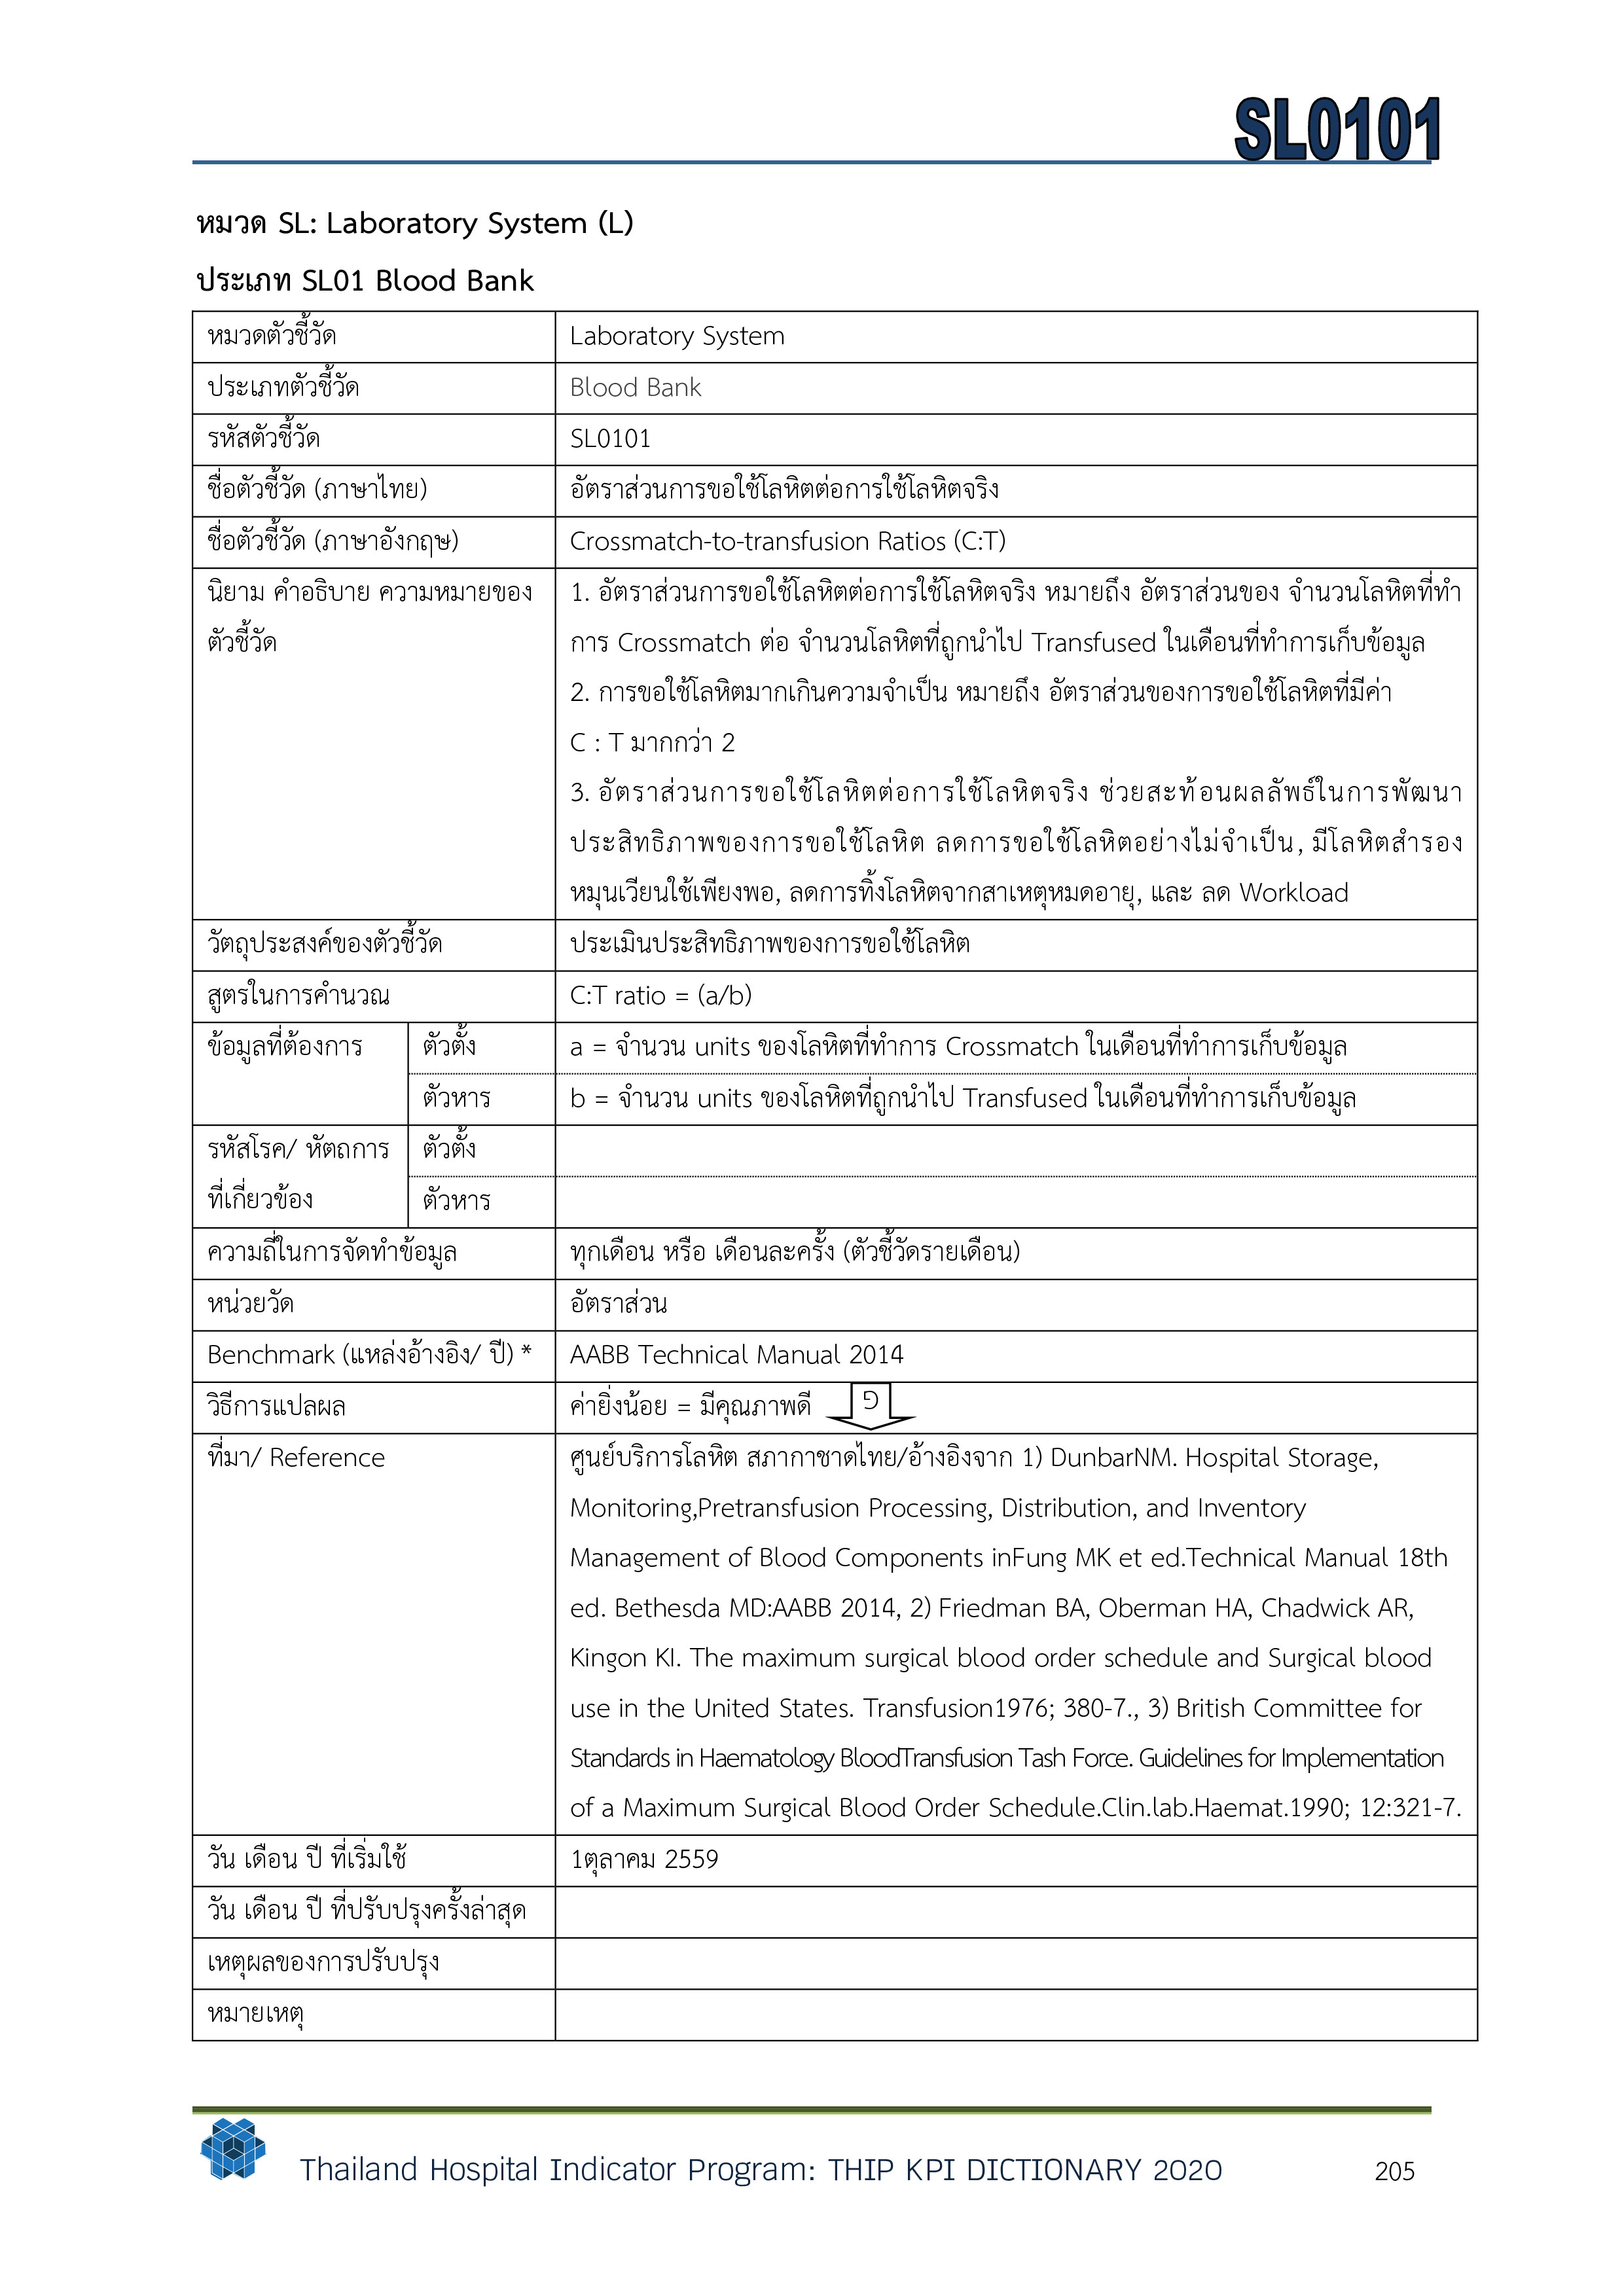 SL0101
หมวด SL: Laboratory System (L)
ประเภท SL01 Blood Bank
หมวดตัวชี้วัด Laboratory System
ประเภทตัวชี้วัด Blood Bank
รหัสตัวชี้วัด SL0101
ชื่อตัวชี้วัด (ภาษาไทย) อัตราส่วนการขอใช้โลหิตต่อการใช้โลหิตจริง
ชื่อตัวชี้วัด (ภาษาอังกฤษ) Crossmatch-to-transfusion Ratios (C:T)
นิยาม คำอธิบาย ความหมายของ 1. อัตราส่วนการขอใช้โลหิตต่อการใช้โลหิตจริง หมายถึง อัตราส่วนของ จำนวนโลหิตที่ทำ
ตัวชี้วัด การ Crossmatch ต่อ จำนวนโลหิตที่ถูกนำไป Transfused ในเดือนที่ทำการเก็บข้อมูล
2. การขอใช้โลหิตมากเกินความจำเป็น หมายถึง อัตราส่วนของการขอใช้โลหิตที่มีค่า
C : T มากกว่า 2
3. อัตราส่วนการขอใช้โลหิตต่อการใช้โลหิตจริง ช่วยสะท้อนผลลัพธ์ในการพัฒนา
ประสิทธิภาพของการขอใช้โลหิต ลดการขอใช้โลหิตอย่างไม่จำเป็น, มีโลหิตสำรอง
หมุนเวียนใช้เพียงพอ, ลดการทิ้งโลหิตจากสาเหตุหมดอายุ, และ ลด Workload
วัตถุประสงค์ของตัวชี้วัด ประเมินประสิทธิภาพของการขอใช้โลหิต
สูตรในการคำนวณ C:T ratio = (a/b)
ข้อมูลที่ต้องการ ตัวตั้ง a = จำนวน units ของโลหิตที่ทำการ Crossmatch ในเดือนที่ทำการเก็บข้อมูล
ตัวหาร b = จำนวน units ของโลหิตที่ถูกนำไป Transfused ในเดือนที่ทำการเก็บข้อมูล
รหัสโรค/ หัตถการ ตัวตั้ง
ที่เกี่ยวข้อง ตัวหาร
ความถี่ในการจัดทำข้อมูล ทุกเดือน หรือ เดือนละครั้ง (ตัวชี้วัดรายเดือน)
หน่วยวัด อัตราส่วน
Benchmark (แหล่งอ้างอิง/ ปี) * AABB Technical Manual 2014
วิธีการแปลผล ค่ายิ่งน้อย = มีคุณภาพดี
ที่มา/ Reference ศูนย์บริการโลหิต สภากาชาดไทย/อ้างอิงจาก 1) DunbarNM. Hospital Storage,
Monitoring,Pretransfusion Processing, Distribution, and Inventory
Management of Blood Components inFung MK et ed.Technical Manual 18th
ed. Bethesda MD:AABB 2014, 2) Friedman BA, Oberman HA, Chadwick AR,
Kingon KI. The maximum surgical blood order schedule and Surgical blood
use in the United States. Transfusion1976; 380-7., 3) British Committee for
Standards in Haematology BloodTransfusion Tash Force. Guidelines for Implementation
of a Maximum Surgical Blood Order Schedule.Clin.lab.Haemat.1990; 12:321-7.
วัน เดือน ปี ที่เริ่มใช้ 1ตุลาคม 2559
วัน เดือน ปี ที่ปรับปรุงครั้งล่าสุด
เหตุผลของการปรับปรุง
หมายเหตุ
Thailand Hospital Indicator Program: THIP KPI DICTIONARY 2020 205